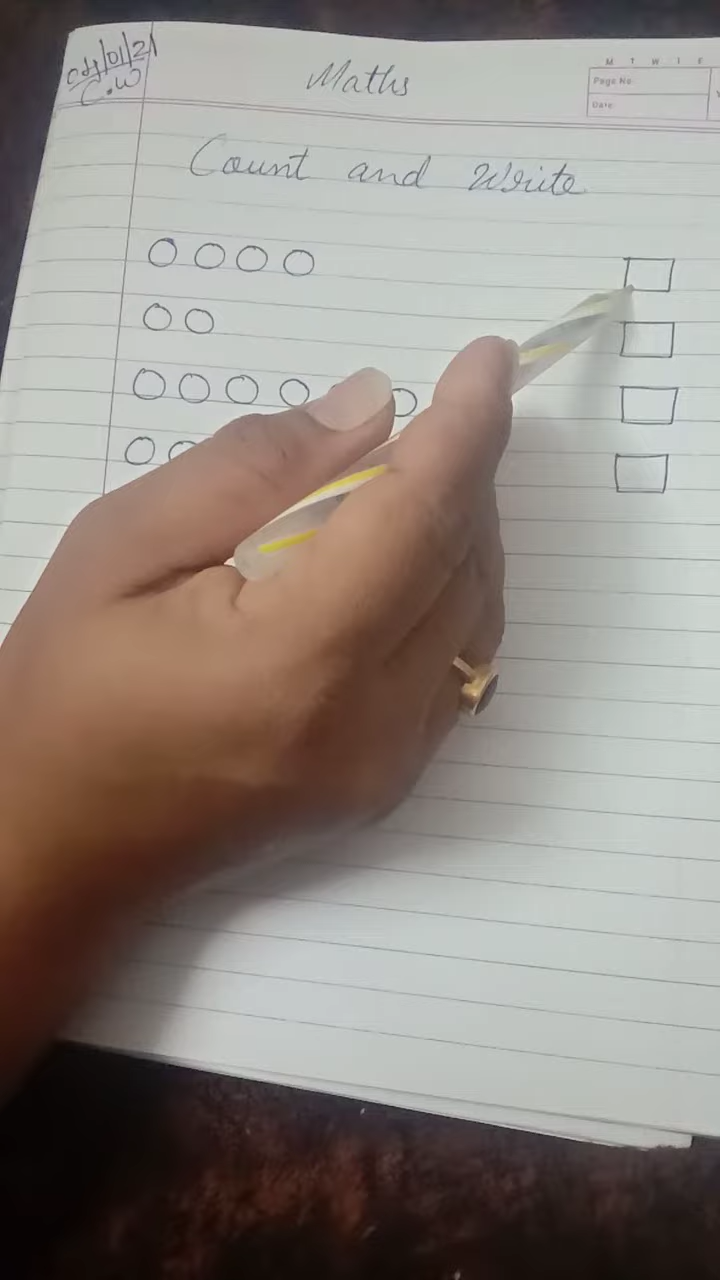 04/01/21
C.W
Maths
M T W T F
Page No.
Date
Count and Write